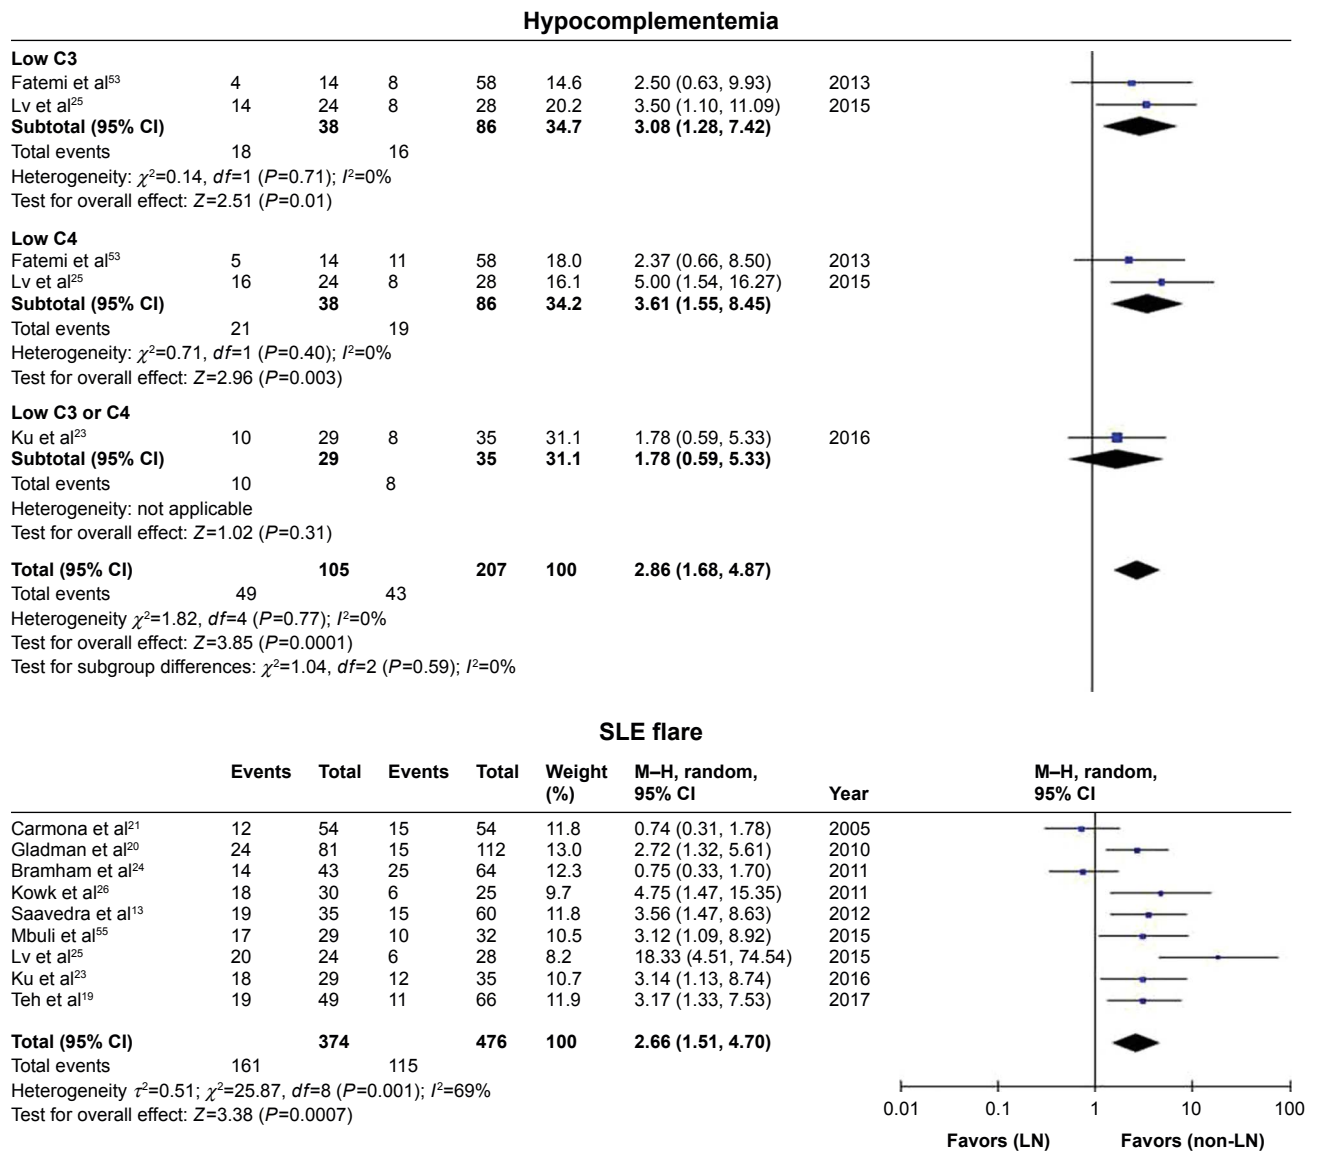 Hypocomplementemia
Low C3
Fatemi et al53 4 14 8 58 14.6 2.50 (0.63, 9.93) 2013
Lv et al25 14 24 8 28 20.2 3.50 (1.10, 11.09) 2015
Subtotal (95% CI) 38 86 34.7 3.08 (1.28, 7.42)
Total events 18 16
Heterogeneity: χ2=0.14, df=1 (P=0.71); I2=0%
Test for overall effect: Z=2.51 (P=0.01)
Low C4
Fatemi et al53 5 14 11 58 18.0 2.37 (0.66, 8.50) 2013
Lv et al25 16 24 8 28 16.1 5.00 (1.54, 16.27) 2015
Subtotal (95% CI) 38 86 34.2 3.61 (1.55, 8.45)
Total events 21 19
Heterogeneity: χ2=0.71, df=1 (P=0.40); I2=0%
Test for overall effect: Z=2.96 (P=0.003)
Low C3 or C4
Ku et al23 10 29 8 35 31.1 1.78 (0.59, 5.33) 2016
Subtotal (95% CI) 29 35 31.1 1.78 (0.59, 5.33)
Total events 10 8
Heterogeneity: not applicable
Test for overall effect: Z=1.02 (P=0.31)
Total (95% CI) 105 207 100 2.86 (1.68, 4.87)
Total events 49 43
Heterogeneity χ2=1.82, df=4 (P=0.77); I2=0%
Test for overall effect: Z=3.85 (P=0.0001)
Test for subgroup differences: χ2=1.04, df=2 (P=0.59); I2=0%
SLE flare
Events Total Events Total Weight M–H, random, M–H, random,
(%) 95% CI Year 95% CI
Carmona et al21 12 54 15 54 11.8 0.74 (0.31, 1.78) 2005
Gladman et al20 24 81 15 112 13.0 2.72 (1.32, 5.61) 2010
Bramham et al24 14 43 25 64 12.3 0.75 (0.33, 1.70) 2011
Kowk et al26 18 30 6 25 9.7 4.75 (1.47, 15.35) 2011
Saavedra et al13 19 35 15 60 11.8 3.56 (1.47, 8.63) 2012
Mbuli et al55 17 29 10 32 10.5 3.12 (1.09, 8.92) 2015
Lv et al25 20 24 6 28 8.2 18.33 (4.51, 74.54) 2015
Ku et al23 18 29 12 35 10.7 3.14 (1.13, 8.74) 2016
Teh et al19 19 49 11 66 11.9 3.17 (1.33, 7.53) 2017
Total (95% CI) 374 476 100 2.66 (1.51, 4.70)
Total events 161 115
Heterogeneity τ2=0.51; χ2=25.87, df=8 (P=0.001); I2=69%
Test for overall effect: Z=3.38 (P=0.0007)
0.01 0.1 1 10 100
Favors (LN) Favors (non-LN)